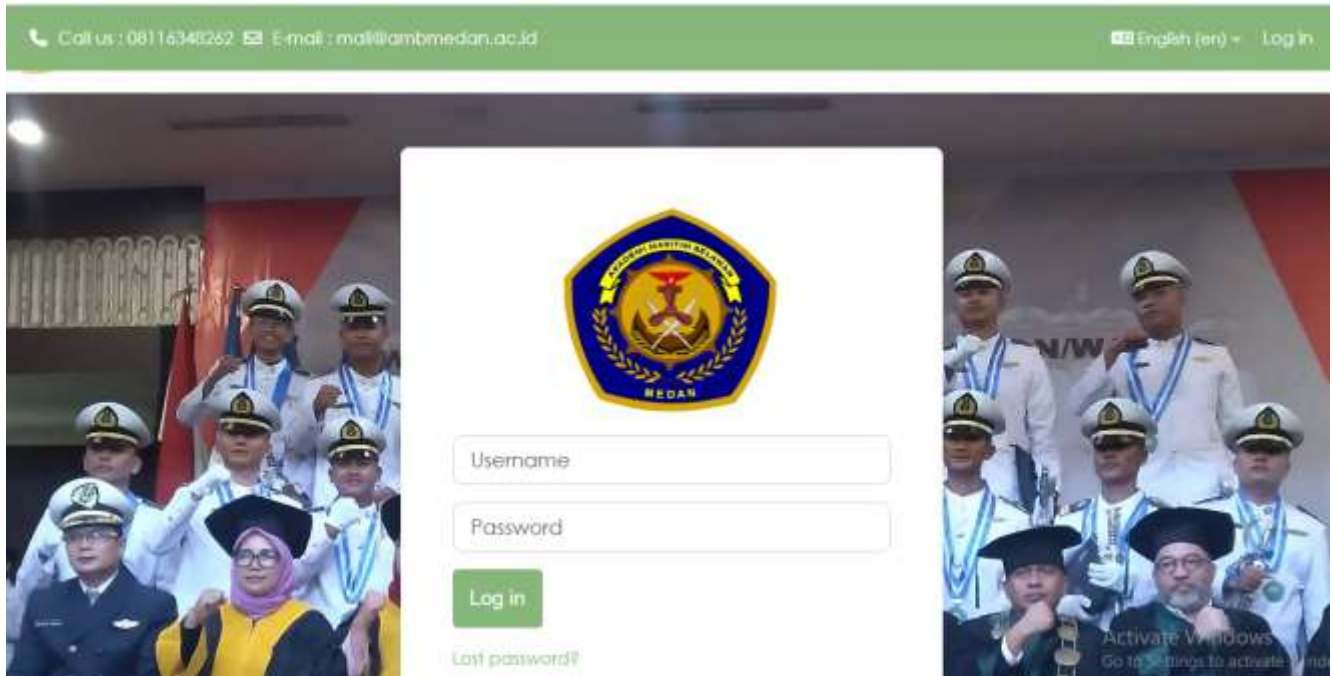 Call us : 08116348262 E-mail : mail@ambmedan.ac.id
English (en) Log in
AKADEMI MARITIM BELAWAN
MEDAN
N/W
Username
Password
Log in
Lost password?
Activate Windows
Go to Settings to activate